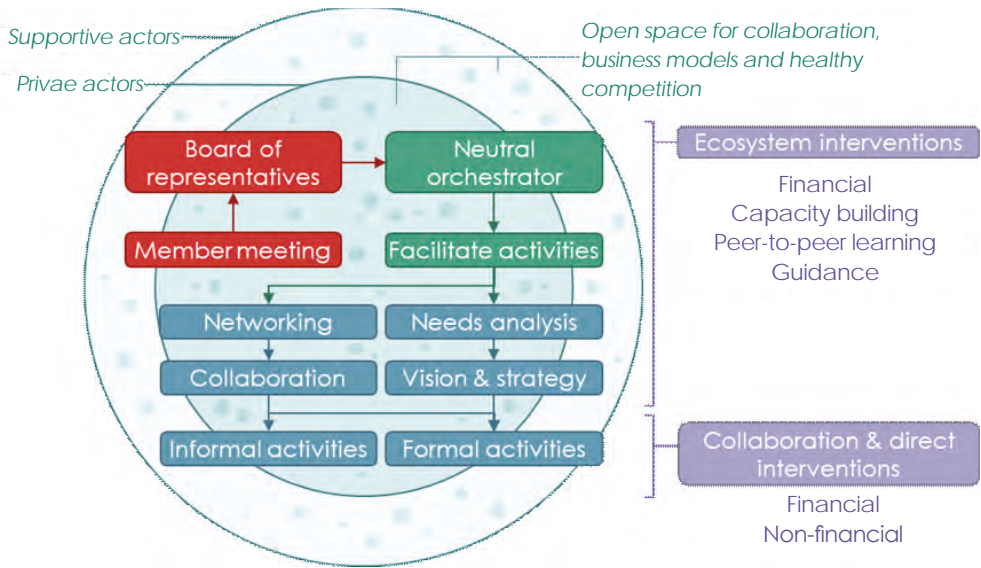 Supportive actors
Privae actors
Open space for collaboration,
business models and healthy
competition
Board of
representatives
Neutral
orchestrator
Member meeting
Facilitate activities
Networking
Needs analysis
Collaboration
Vision & strategy
Informal activities
Formal activities
Ecosystem interventions
Financial
Capacity building
Peer-to-peer learning
Guidance
Collaboration & direct
interventions
Financial
Non-financial